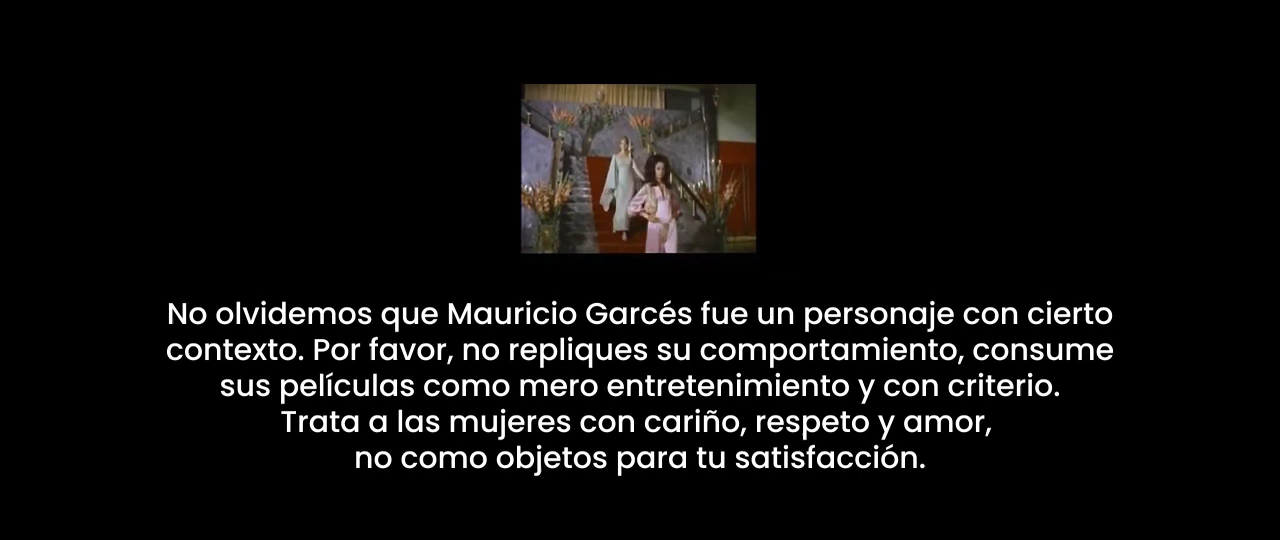 No olvidemos que Mauricio Garcés fue un personaje con cierto
contexto. Por favor, no repliques su comportamiento, consume
sus películas como mero entretenimiento y con criterio.
Trata a las mujeres con cariño, respeto y amor,
no como objetos para tu satisfacción.